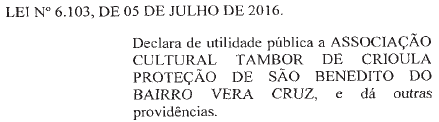 LEI Nº 6.103, DE 05 DE JULHO DE 2016.
Declara de utilidade pública a ASSOCIAÇÃO
CULTURAL TAMBOR DE CRIOULA
PROTEÇÃO DE SÃO BENEDITO DO
BAIRRO VERA CRUZ, e dá outras
providências.